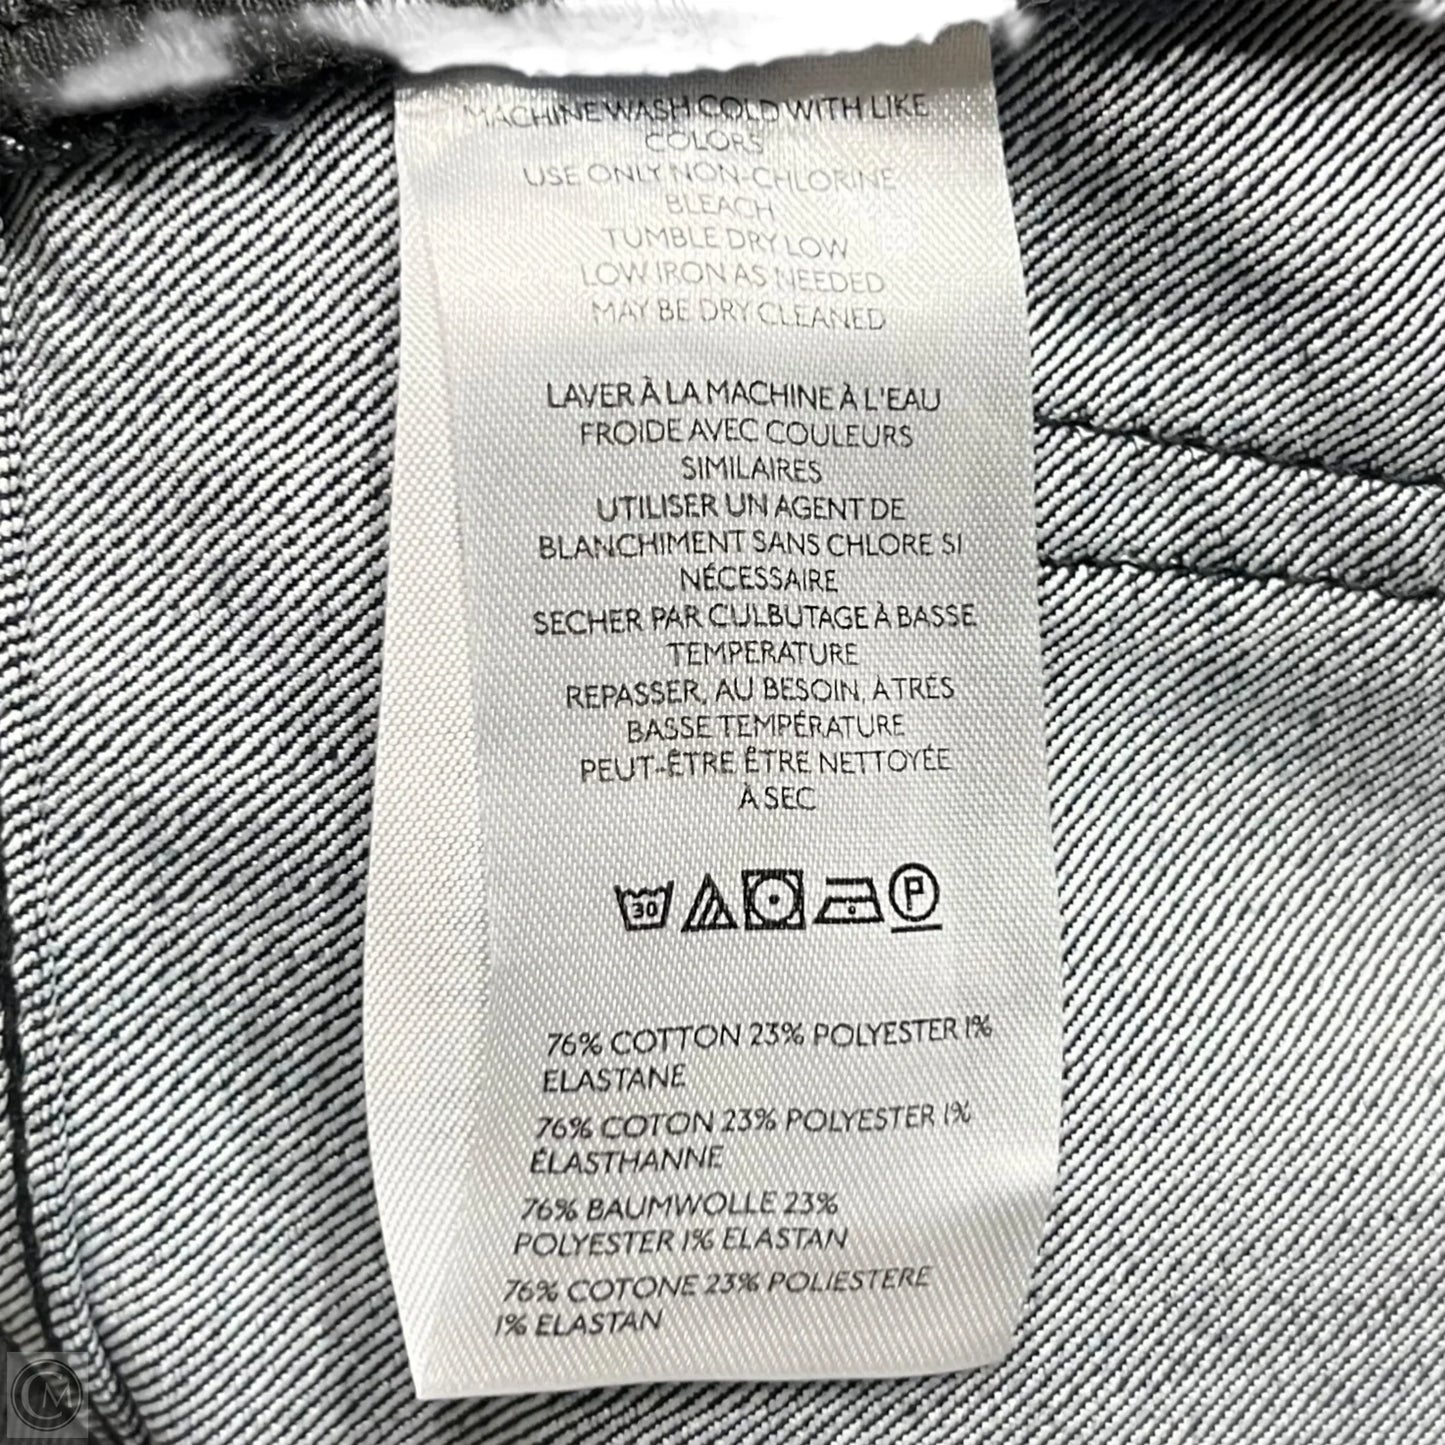 MACHINE WASH COLD WITH LIKE
COLORS
USE ONLY NON-CHLORINE
BLEACH
TUMBLE DRY LOW
LOW IRON AS NEEDED
MAY BE DRY CLEANED
LAVER À LA MACHINE À L'EAU
FROIDE AVEC COULEURS
SIMILAIRES
UTILISER UN AGENT DE
BLANCHIMENT SANS CHLORE SI
NÉCESSAIRE
SECHER PAR CULBUTAGE À BASSE
TEMPERATURE
REPASSER, AU BESOIN, À TRÈS
BASSE TEMPÉRATURE
PEUT-ÊTRE ÊTRE NETTOYÉE
À SEC
30 P
76% COTTON 23% POLYESTER 1%
ELASTANE
76% COTON 23% POLYESTER 1%
ÉLASTHANNE
76% BAUMWOLLE 23%
POLYESTER 1% ELASTAN
76% COTONE 23% POLIESTERE
1% ELASTAN
CM